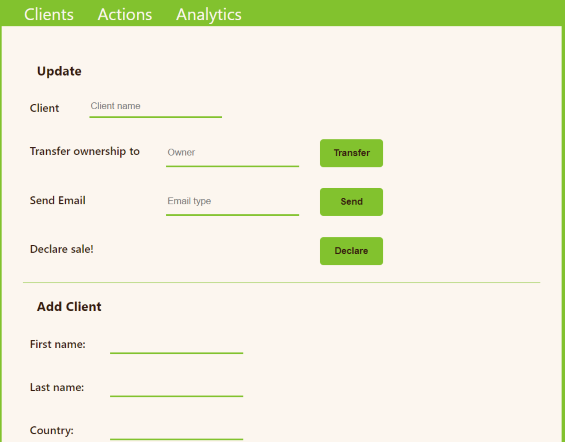 Clients Actions Analytics
Update
Client Client name
Transfer ownership to Owner Transfer
Send Email Email type Send
Declare sale! Declare
Add Client
First name:
Last name:
Country: